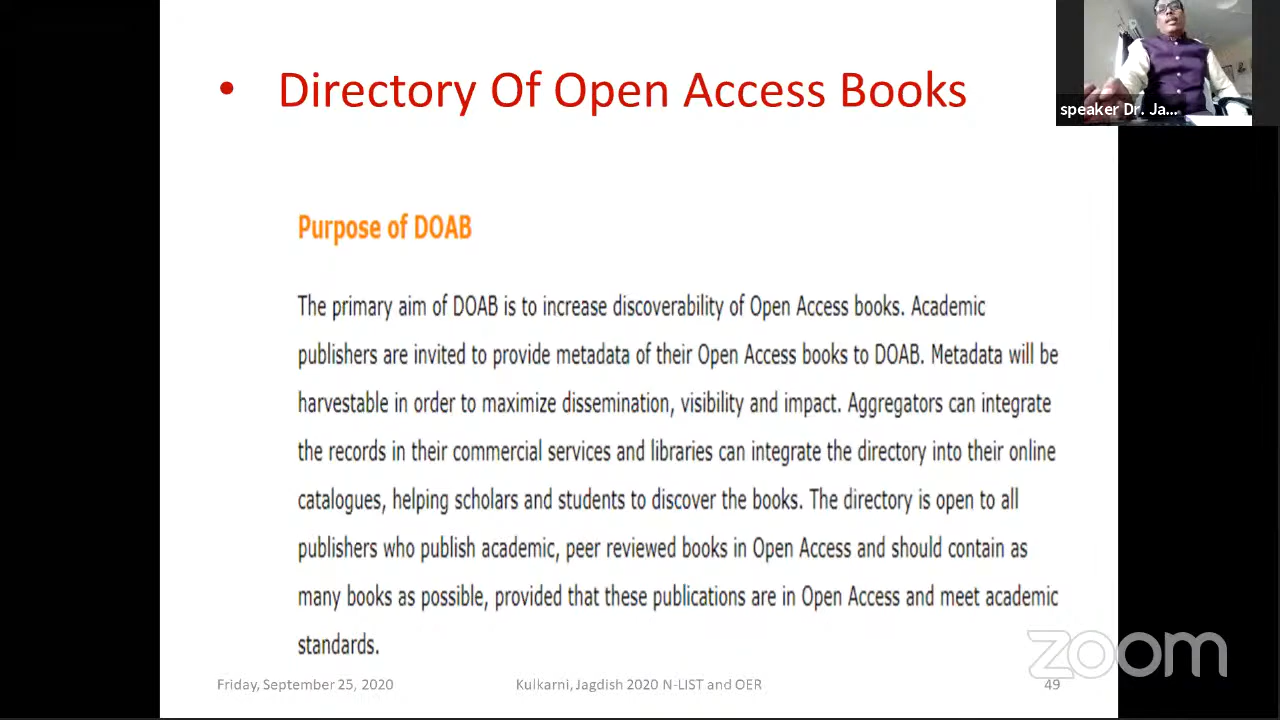 • Directory Of Open Access Books
speaker Dr. Ja...
Purpose of DOAB
The primary aim of DOAB is to increase discoverability of Open Access books. Academic
publishers are invited to provide metadata of their Open Access books to DOAB. Metadata will be
harvestable in order to maximize dissemination, visibility and impact. Aggregators can integrate
the records in their commercial services and libraries can integrate the directory into their online
catalogues, helping scholars and students to discover the books. The directory is open to all
publishers who publish academic, peer reviewed books in Open Access and should contain as
many books as possible, provided that these publications are in Open Access and meet academic
standards.
zoom
Friday, September 25, 2020 Kulkarni, Jagdish 2020 N-LIST and OER 49